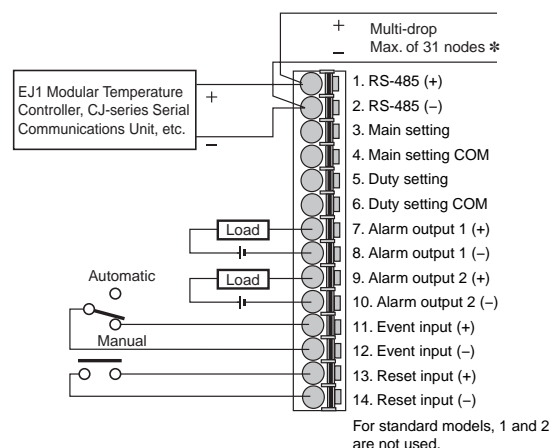 + Multi-drop
− Max. of 31 nodes *
EJ1 Modular Temperature
Controller, CJ-series Serial
Communications Unit, etc.
+
−
1. RS-485 (+)
2. RS-485 (−)
3. Main setting
4. Main setting COM
5. Duty setting
6. Duty setting COM
Load
7. Alarm output 1 (+)
8. Alarm output 1 (−)
Load
9. Alarm output 2 (+)
10. Alarm output 2 (−)
Automatic
Manual
11. Event input (+)
12. Event input (−)
13. Reset input (+)
14. Reset input (−)
For standard models, 1 and 2
are not used.